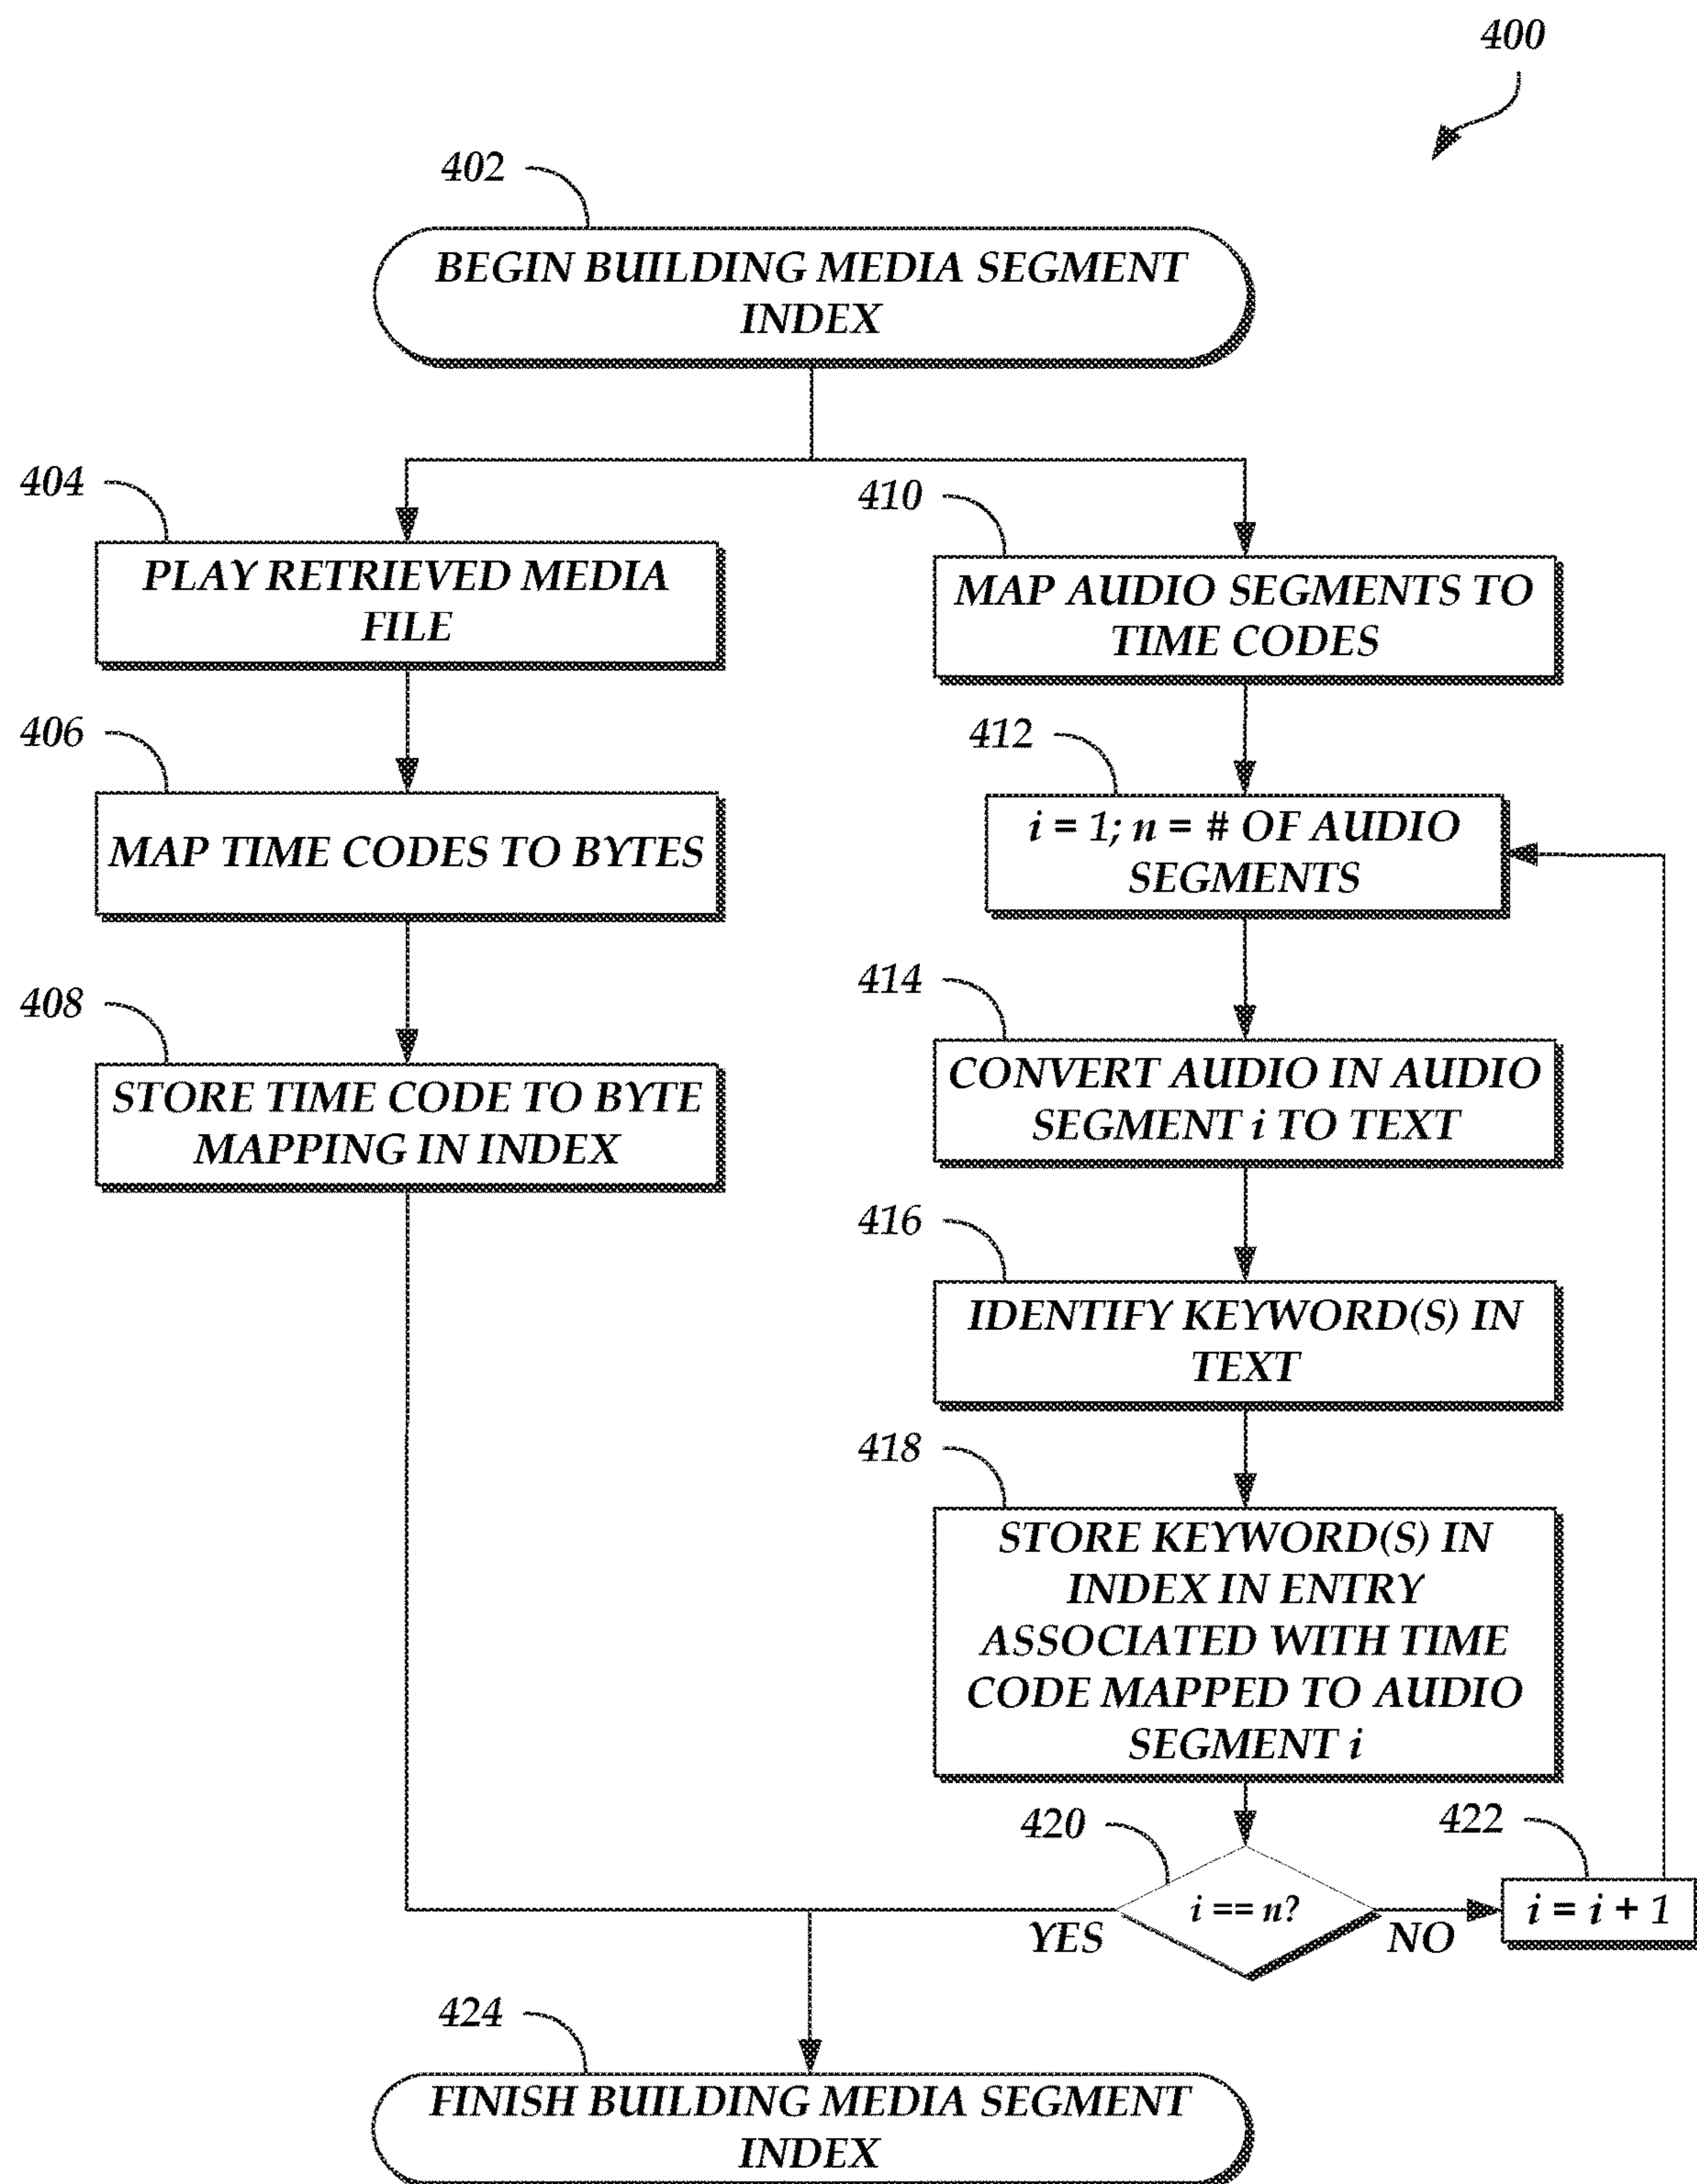 400
402
BEGIN BUILDING MEDIA SEGMENT
INDEX
404
PLAY RETRIEVED MEDIA
FILE
406
MAP TIME CODES TO BYTES
408
STORE TIME CODE TO BYTE
MAPPING IN INDEX
410
MAP AUDIO SEGMENTS TO
TIME CODES
412
i = 1; n = # OF AUDIO
SEGMENTS
414
CONVERT AUDIO IN AUDIO
SEGMENT i TO TEXT
416
IDENTIFY KEYWORD(S) IN
TEXT
418
STORE KEYWORD(S) IN
INDEX IN ENTRY
ASSOCIATED WITH TIME
CODE MAPPED TO AUDIO
SEGMENT i
420
i == n?
YES
NO
422
i = i + 1
424
FINISH BUILDING MEDIA SEGMENT
INDEX